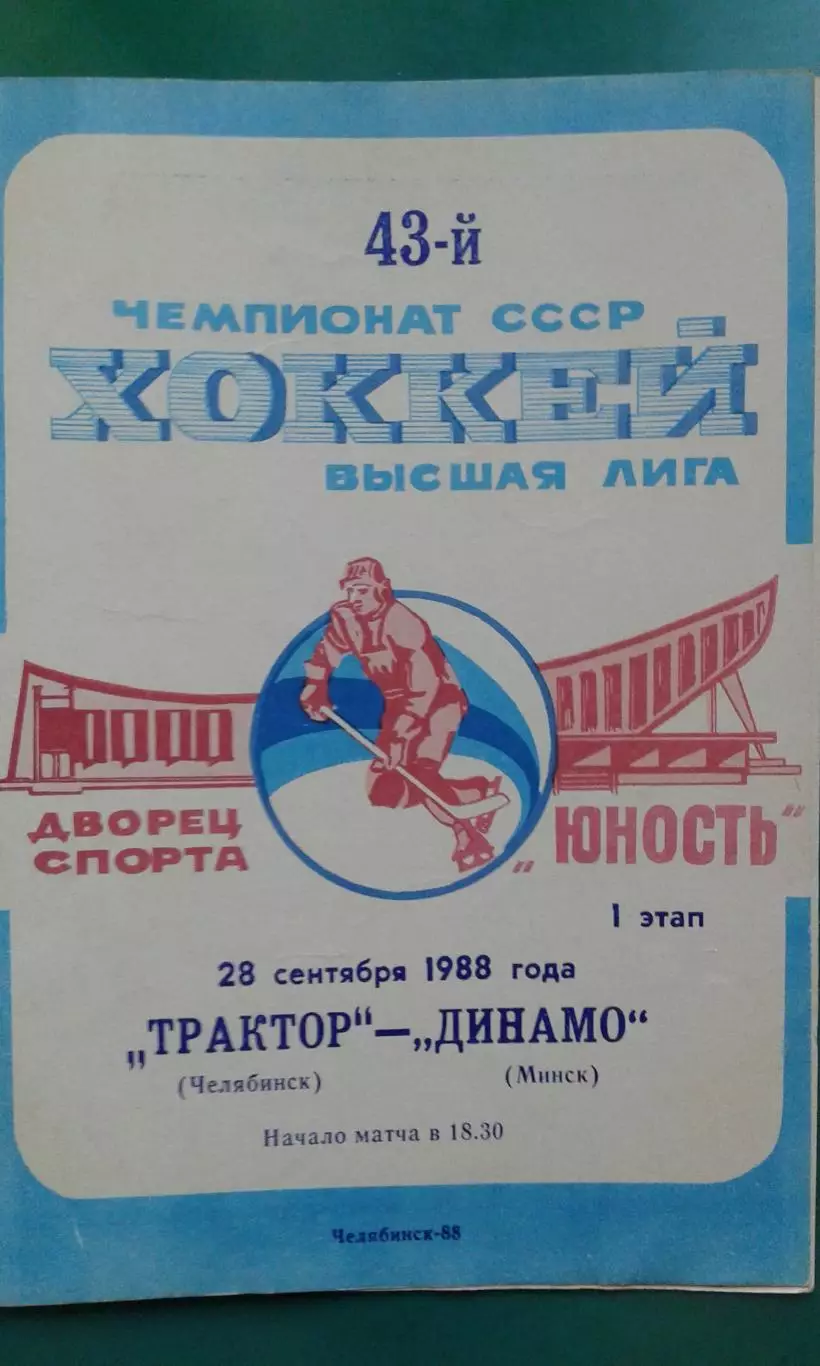 43-й
ЧЕМПИОНАТ СССР
ХОККЕЙ
ВЫСШАЯ ЛИГА
ДВОРЕЦ
СПОРТА
„ЮНОСТЬ“
1 этап
28 сентября 1988 года
„ТРАКТОР“—„ДИНАМО“
(Челябинск) (Минск)
Начало матча в 18.30
Челябинск-88